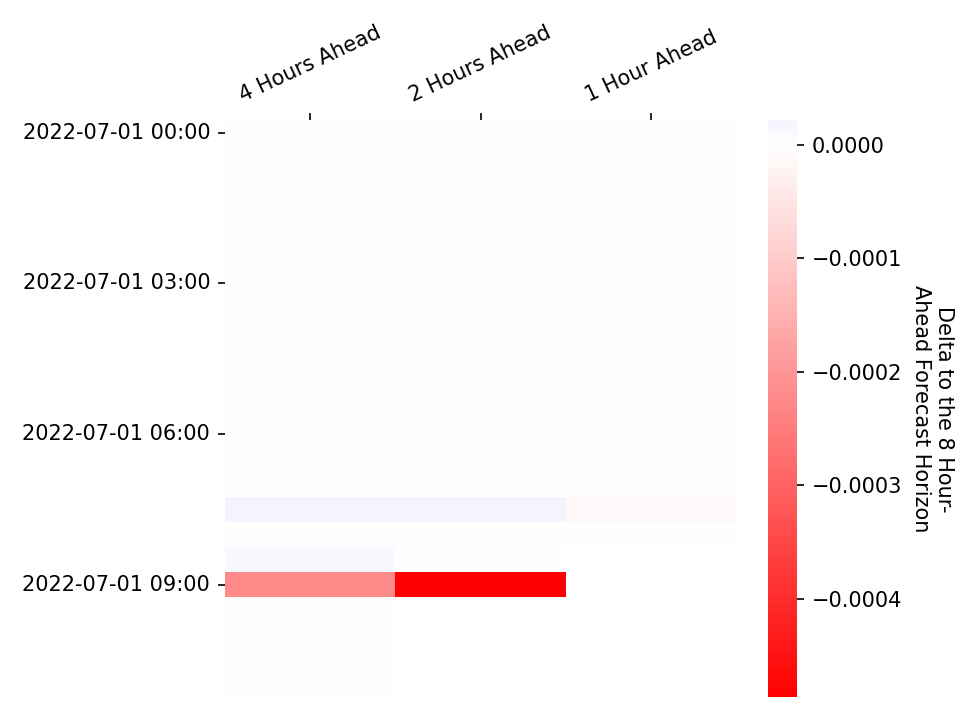 4 Hours Ahead
2 Hours Ahead
1 Hour Ahead
2022-07-01 00:00
2022-07-01 03:00
2022-07-01 06:00
2022-07-01 09:00
0.0000
−0.0001
−0.0002
−0.0003
−0.0004
Delta to the 8 Hour-
Ahead Forecast Horizon